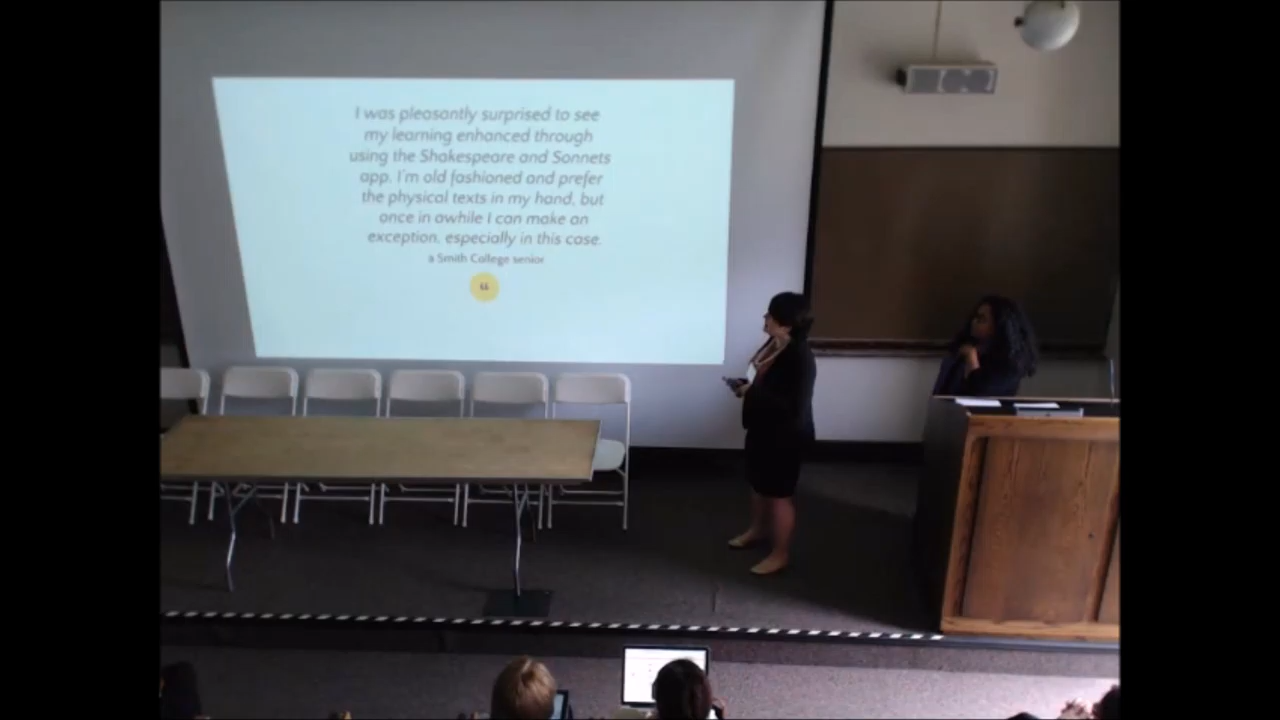 I was pleasantly surprised to see
my learning enhanced through
using the Shakespeare and Sonnets
app. I'm old fashioned and prefer
the physical texts in my hand, but
once in awhile I can make an
exception, especially in this case.
a Smith College senior
“